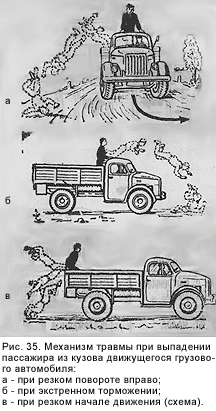 а
б
в
Рис. 35. Механизм травмы при выпадении
пассажира из кузова движущегося грузово-
го автомобиля:
а - при резком повороте вправо;
б - при экстренном торможении;
в - при резком начале движения (схема).